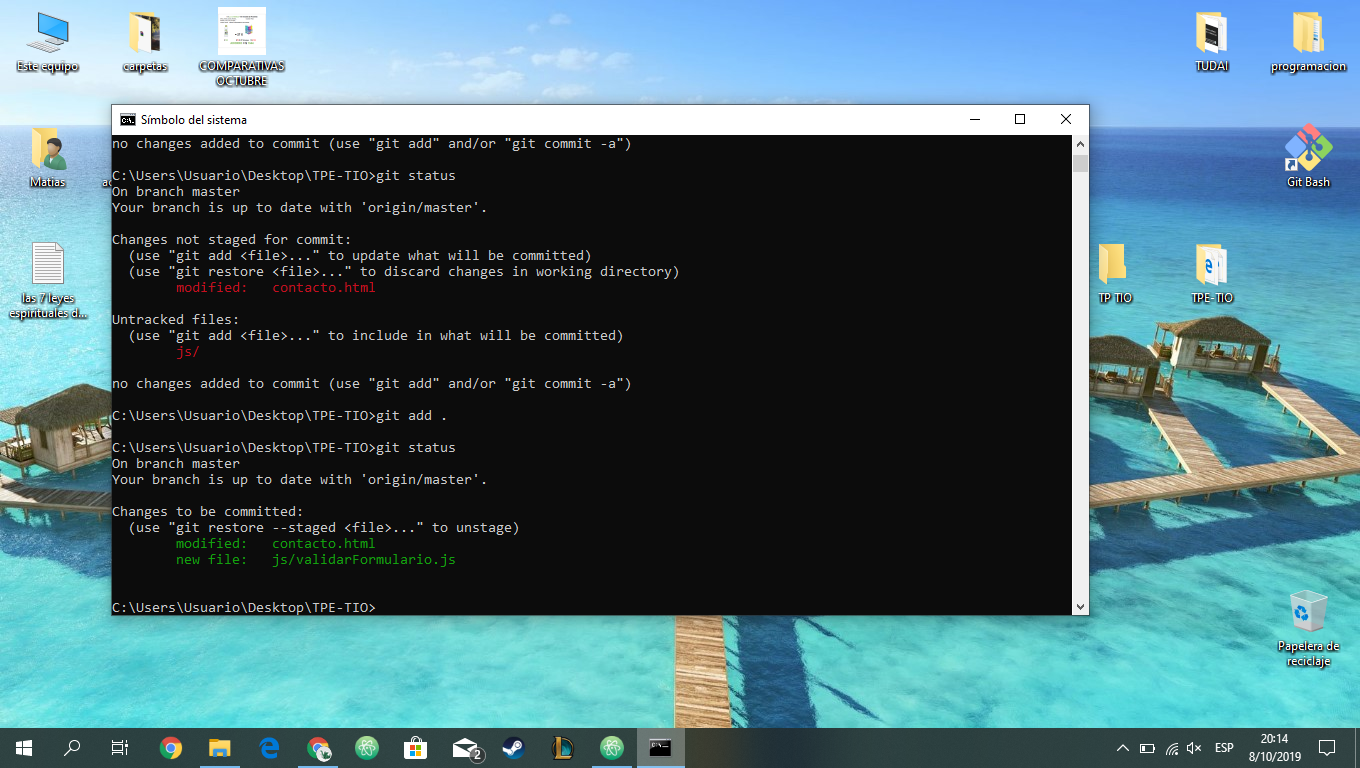 Este equipo
carpetas
COMPARATIVAS
OCTUBRE
TUDAI
programacion
Símbolo del sistema
no changes added to commit (use "git add" and/or "git commit -a")
C:\Users\Usuario\Desktop\TPE-TIO>git status
On branch master
Your branch is up to date with 'origin/master'.
Changes not staged for commit:
  (use "git add <file>..." to update what will be committed)
  (use "git restore <file>..." to discard changes in working directory)
        modified:   contacto.html
Untracked files:
  (use "git add <file>..." to include in what will be committed)
        js/
no changes added to commit (use "git add" and/or "git commit -a")
C:\Users\Usuario\Desktop\TPE-TIO>git add .
C:\Users\Usuario\Desktop\TPE-TIO>git status
On branch master
Your branch is up to date with 'origin/master'.
Changes to be committed:
  (use "git restore --staged <file>..." to unstage)
        modified:   contacto.html
        new file:   js/validarFormulario.js
C:\Users\Usuario\Desktop\TPE-TIO>
Matias
Git Bash
las 7 leyes
espirituales d...
TP TIO
TPE-TIO
Papelera de
reciclaje
2
ESP
20:14
8/10/2019